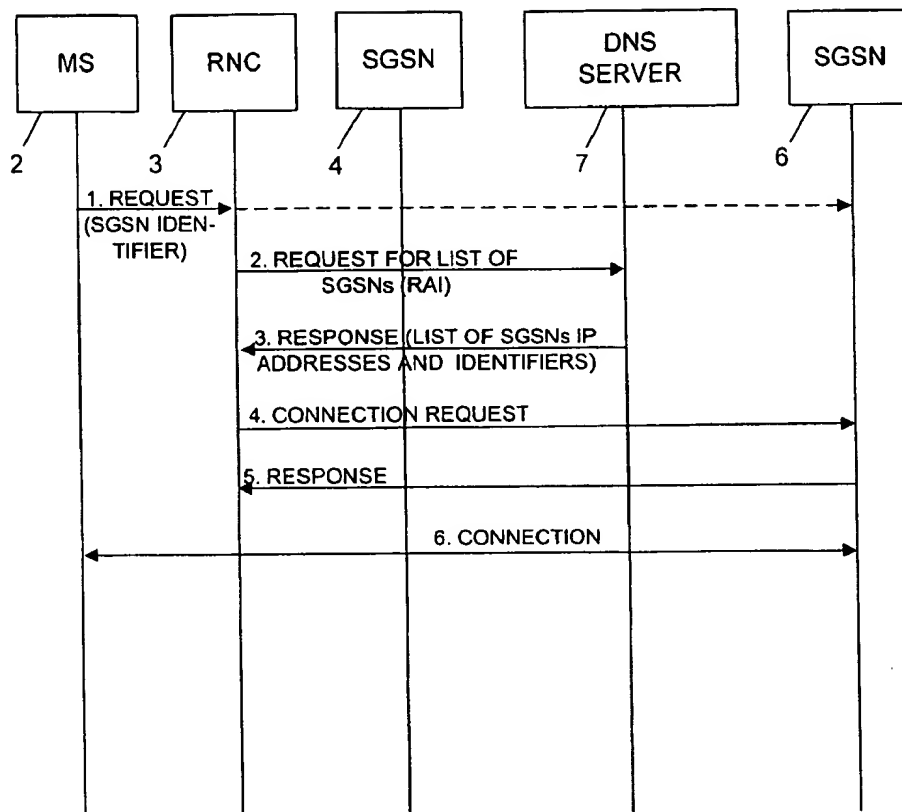 MS
RNC
SGSN
DNS
SERVER
SGSN
2
3
4
7
6
1. REQUEST
(SGSN IDEN-
TIFIER)
2. REQUEST FOR LIST OF
SGSNs (RAI)
3. RESPONSE (LIST OF SGSNs IP
ADDRESSES AND IDENTIFIERS)
4. CONNECTION REQUEST
5. RESPONSE
6. CONNECTION